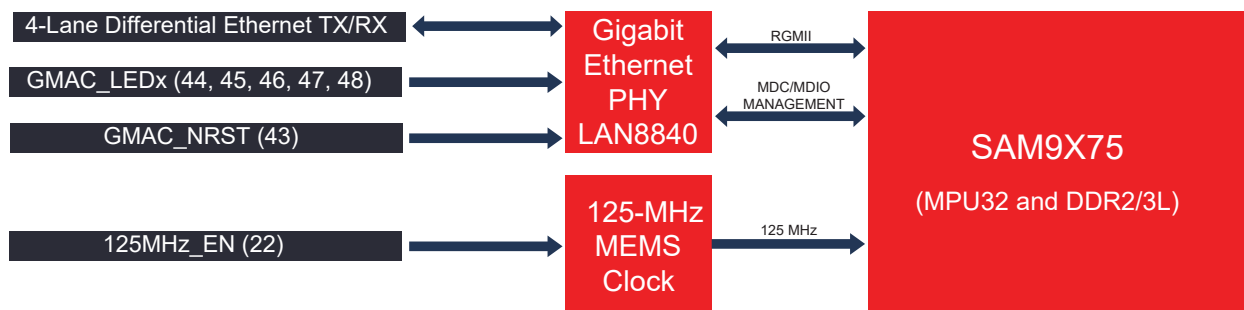 4-Lane Differential Ethernet TX/RX
GMAC_LEDx (44, 45, 46, 47, 48)
GMAC_NRST (43)
125MHz_EN (22)
Gigabit
Ethernet
PHY
LAN8840
125-MHz
MEMS
Clock
RGMII
MDC/MDIO
MANAGEMENT
125 MHz
SAM9X75
(MPU32 and DDR2/3L)